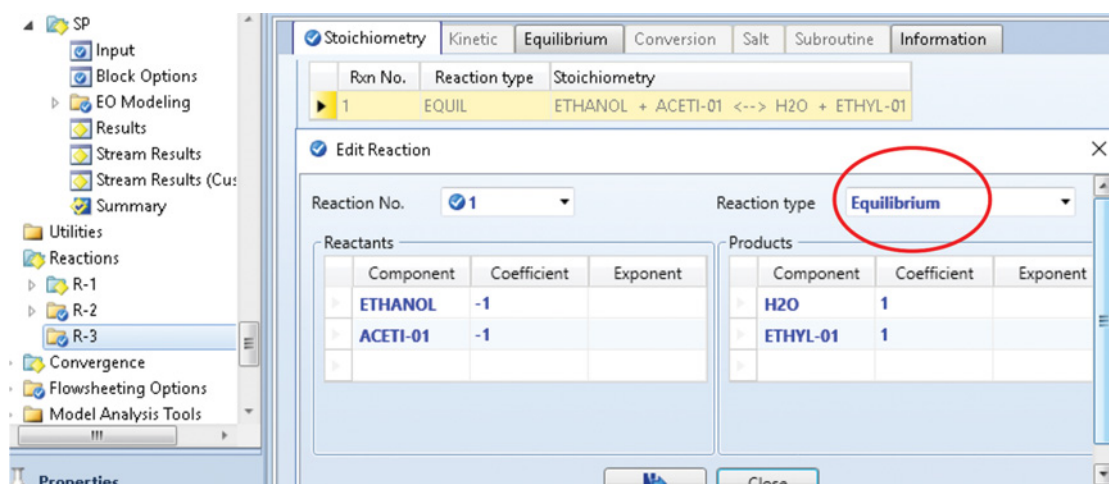 SP
Input
Block Options
EO Modeling
Results
Stream Results
Stream Results (Cus
Summary
Utilities
Reactions
R-1
R-2
R-3
Convergence
Flowsheeting Options
Model Analysis Tools
Properties
Stoichiometry Kinetic Equilibrium Conversion Salt Subroutine Information
Rxn No. Reaction type Stoichiometry
1 EQUIL ETHANOL + ACETI-01 <--> H2O + ETHYL-01
Edit Reaction
Reaction No. 1 Reaction type Equilibrium
Reactants Products
Component Coefficient Exponent Component Coefficient Exponent
ETHANOL -1 H2O 1
ACETI-01 -1 ETHYL-01 1
Close